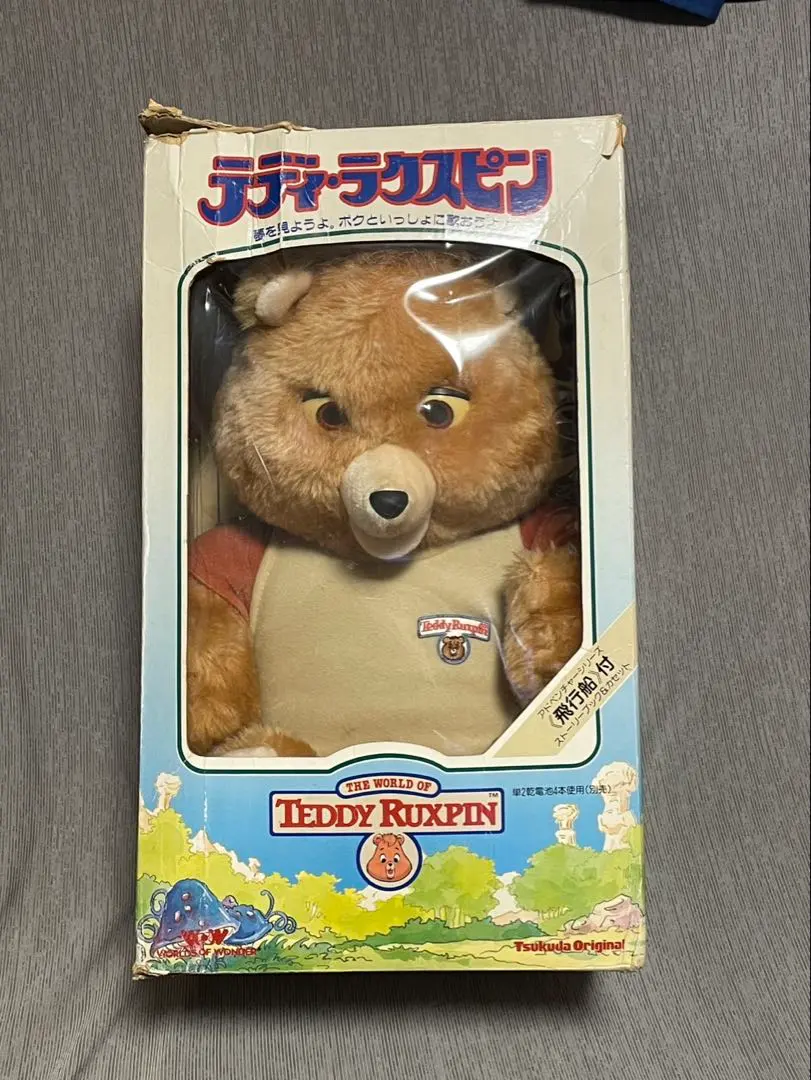 テディ・ラクスピン
夢を見ようよ。ボクといっしょに歌おうよ
Teddy Ruxpin
アドベンチャーシリーズ
《飛行船》付
ストーリーブック&カセット
THE WORLD OF
TEDDY RUXPIN™
単2乾電池4本使用(別売)
WOW
WORLDS OF WONDER
Tsukuda Original